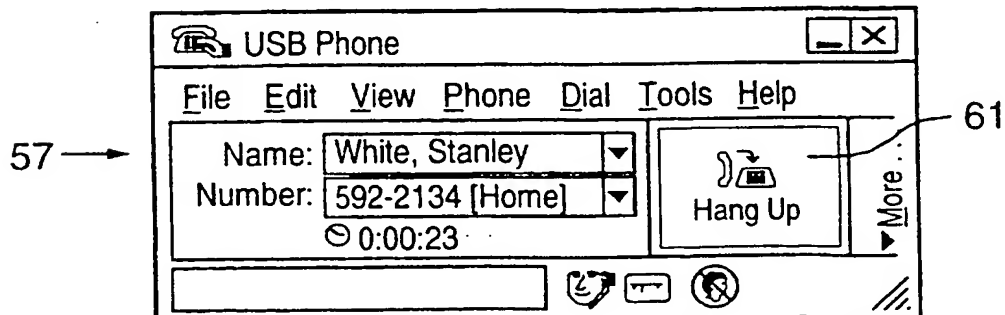 USB Phone
File Edit View Phone Dial Tools Help
57
61
Name: White, Stanley
Number: 592-2134 [Home]
0:00:23
Hang Up
More...